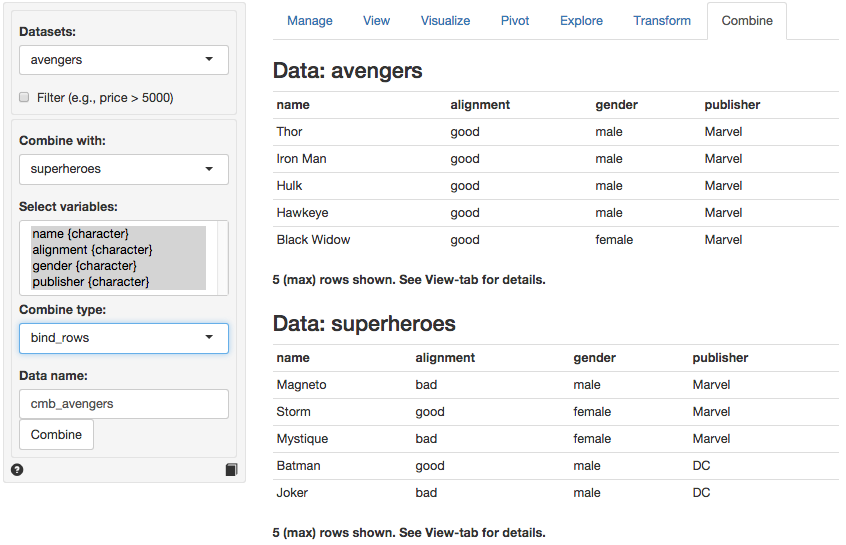 Datasets:
avengers
Filter (e.g., price > 5000)
Combine with:
superheroes
Select variables:
name {character}
alignment {character}
gender {character}
publisher {character}
Combine type:
bind_rows
Data name:
cmb_avengers
Combine
?
Manage View Visualize Pivot Explore Transform Combine
Data: avengers
name alignment gender publisher
Thor good male Marvel
Iron Man good male Marvel
Hulk good male Marvel
Hawkeye good male Marvel
Black Widow good female Marvel
5 (max) rows shown. See View-tab for details.
Data: superheroes
name alignment gender publisher
Magneto bad male Marvel
Storm good female Marvel
Mystique bad female Marvel
Batman good male DC
Joker bad male DC
5 (max) rows shown. See View-tab for details.